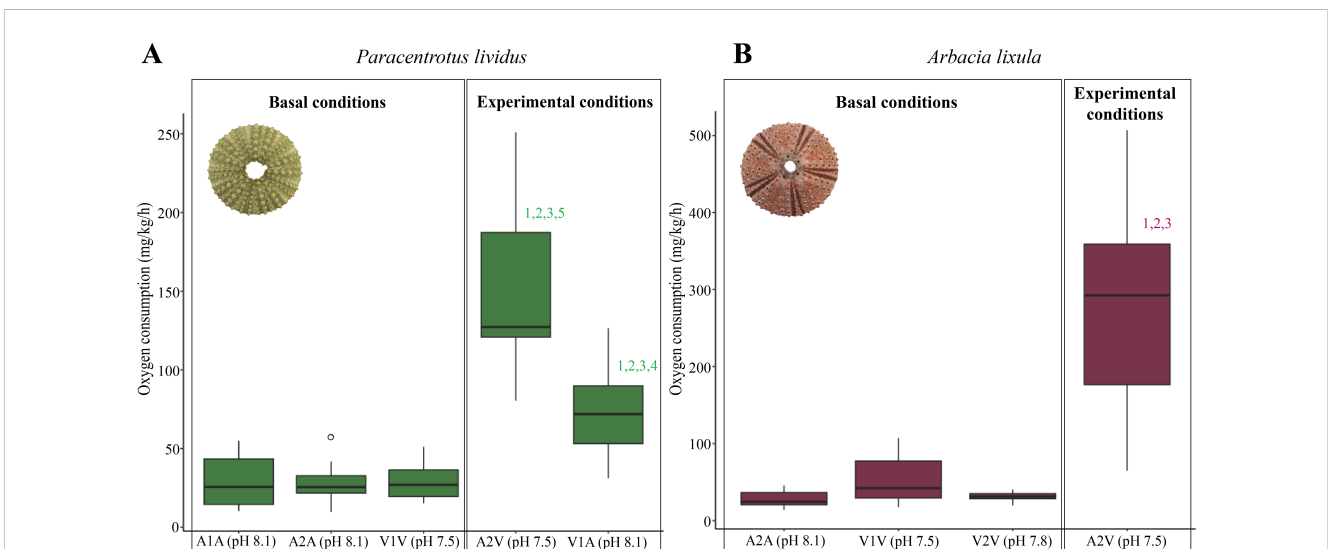 A
Paracentrotus lividus
Basal conditions
Experimental conditions
Oxygen consumption (mg/kg/h)
250
200
150
100
50
0
1,2,3,5
1,2,3,4
A1A (pH 8.1)
A2A (pH 8.1)
V1V (pH 7.5)
A2V (pH 7.5)
V1A (pH 8.1)
B
Arbacia lixula
Basal conditions
Experimental
conditions
Oxygen consumption (mg/kg/h)
500
400
300
200
100
0
1,2,3
A2A (pH 8.1)
V1V (pH 7.5)
V2V (pH 7.8)
A2V (pH 7.5)